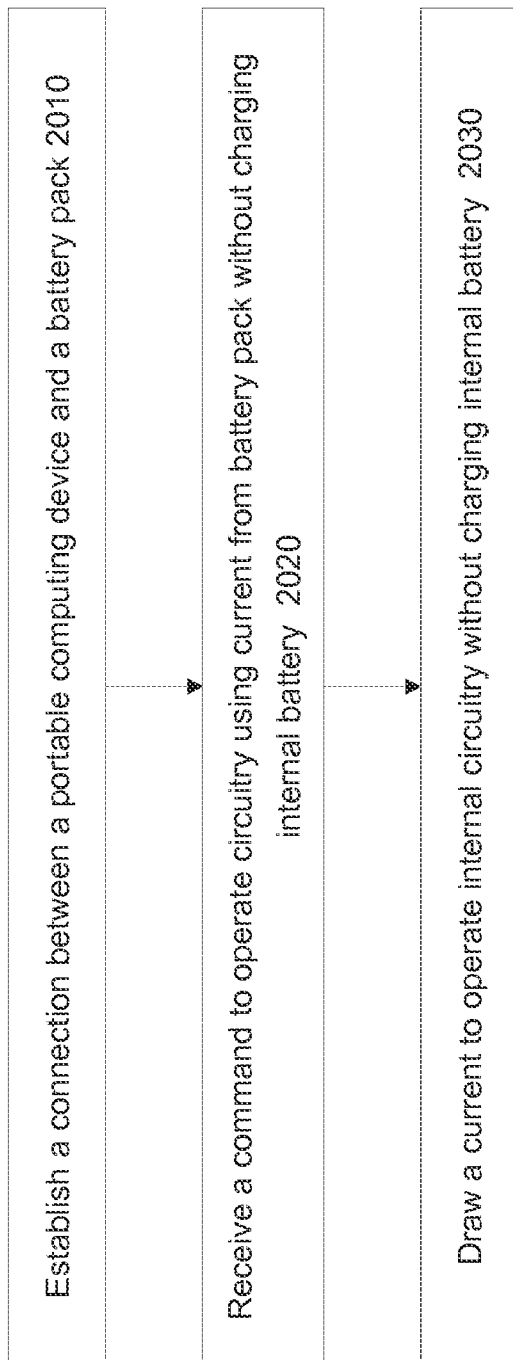 Establish a connection between a portable computing device and a battery pack 2010
Receive a command to operate circuitry using current from battery pack without charging
internal battery 2020
Draw a current to operate internal circuitry without charging internal battery 2030